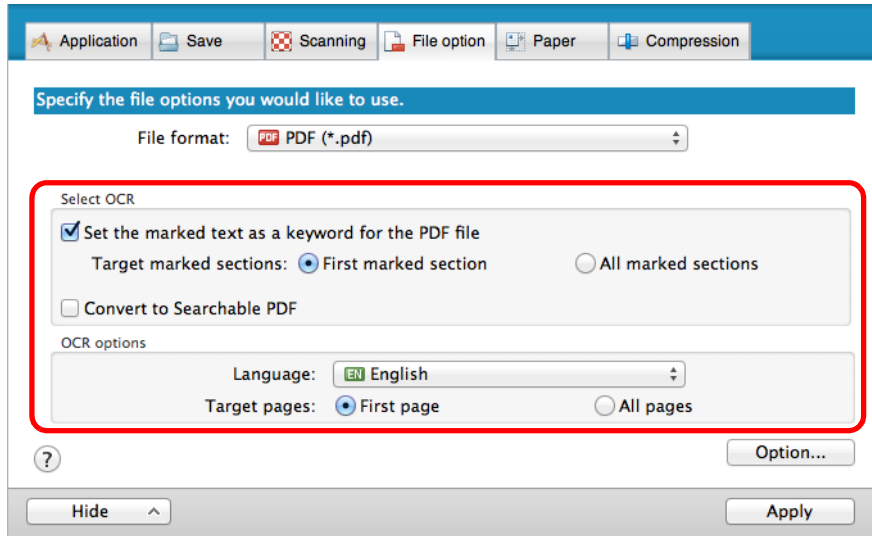 Application Save Scanning File option Paper Compression
Specify the file options you would like to use.
File format: PDF PDF (*.pdf)
Select OCR
Set the marked text as a keyword for the PDF file
Target marked sections: First marked section All marked sections
Convert to Searchable PDF
OCR options
Language: EN English
Target pages: First page All pages
? Option...
Hide Apply